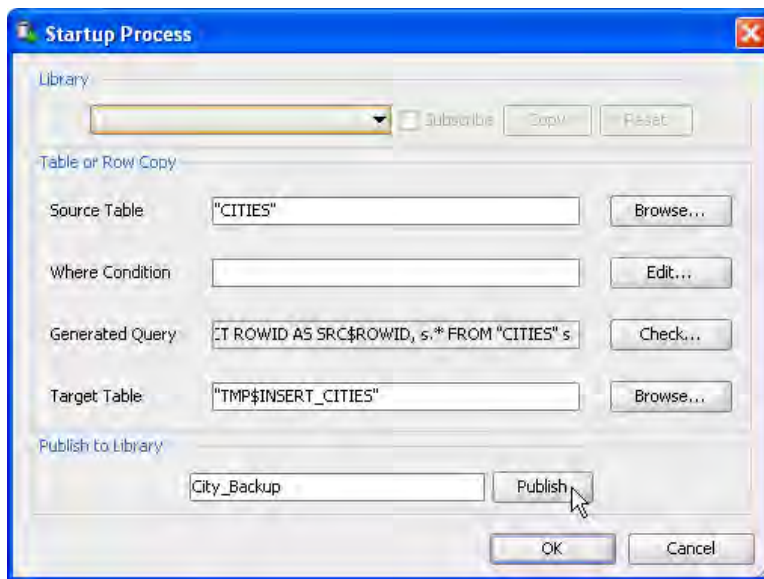 Startup Process
Library
Subscribe Copy Reset
Table or Row Copy
Source Table "CITIES" Browse...
Where Condition Edit...
Generated Query CT ROWID AS SRC$ROWID, s.* FROM "CITIES" s Check...
Target Table "TMP$INSERT_CITIES" Browse...
Publish to Library
City_Backup Publish
OK Cancel